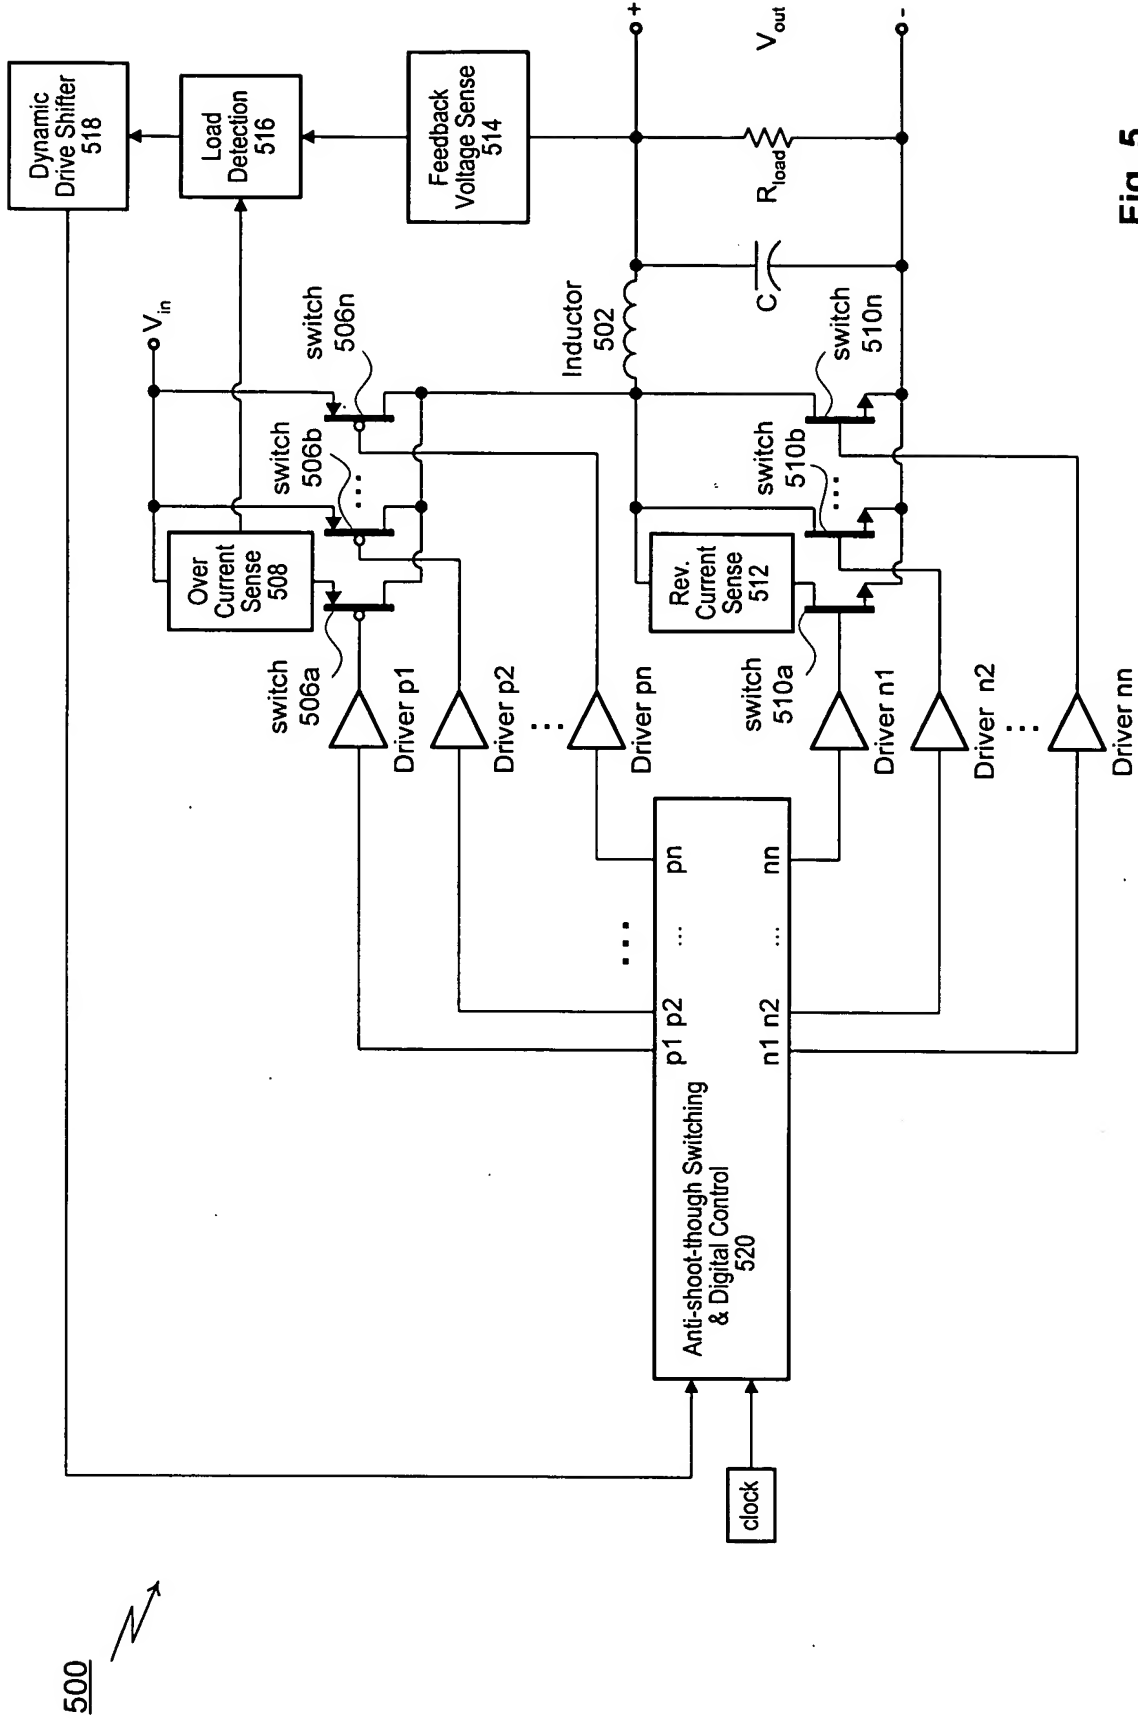 500
Dynamic
Drive Shifter
518
Load
Detection
516
Feedback
Voltage Sense
514
Vin
+
Vout
-
Rload
C
Inductor
502
switch
506n
switch
506b
...
Over
Current
Sense
508
switch
506a
Rev.
Current
Sense
512
switch
510n
switch
510b
...
switch
510a
Driver p1
Driver p2
...
Driver pn
Driver n1
Driver n2
...
Driver nn
...
p1 p2 ... pn
n1 n2 ... nn
Anti-shoot-though Switching
& Digital Control
520
clock
Fig. 5